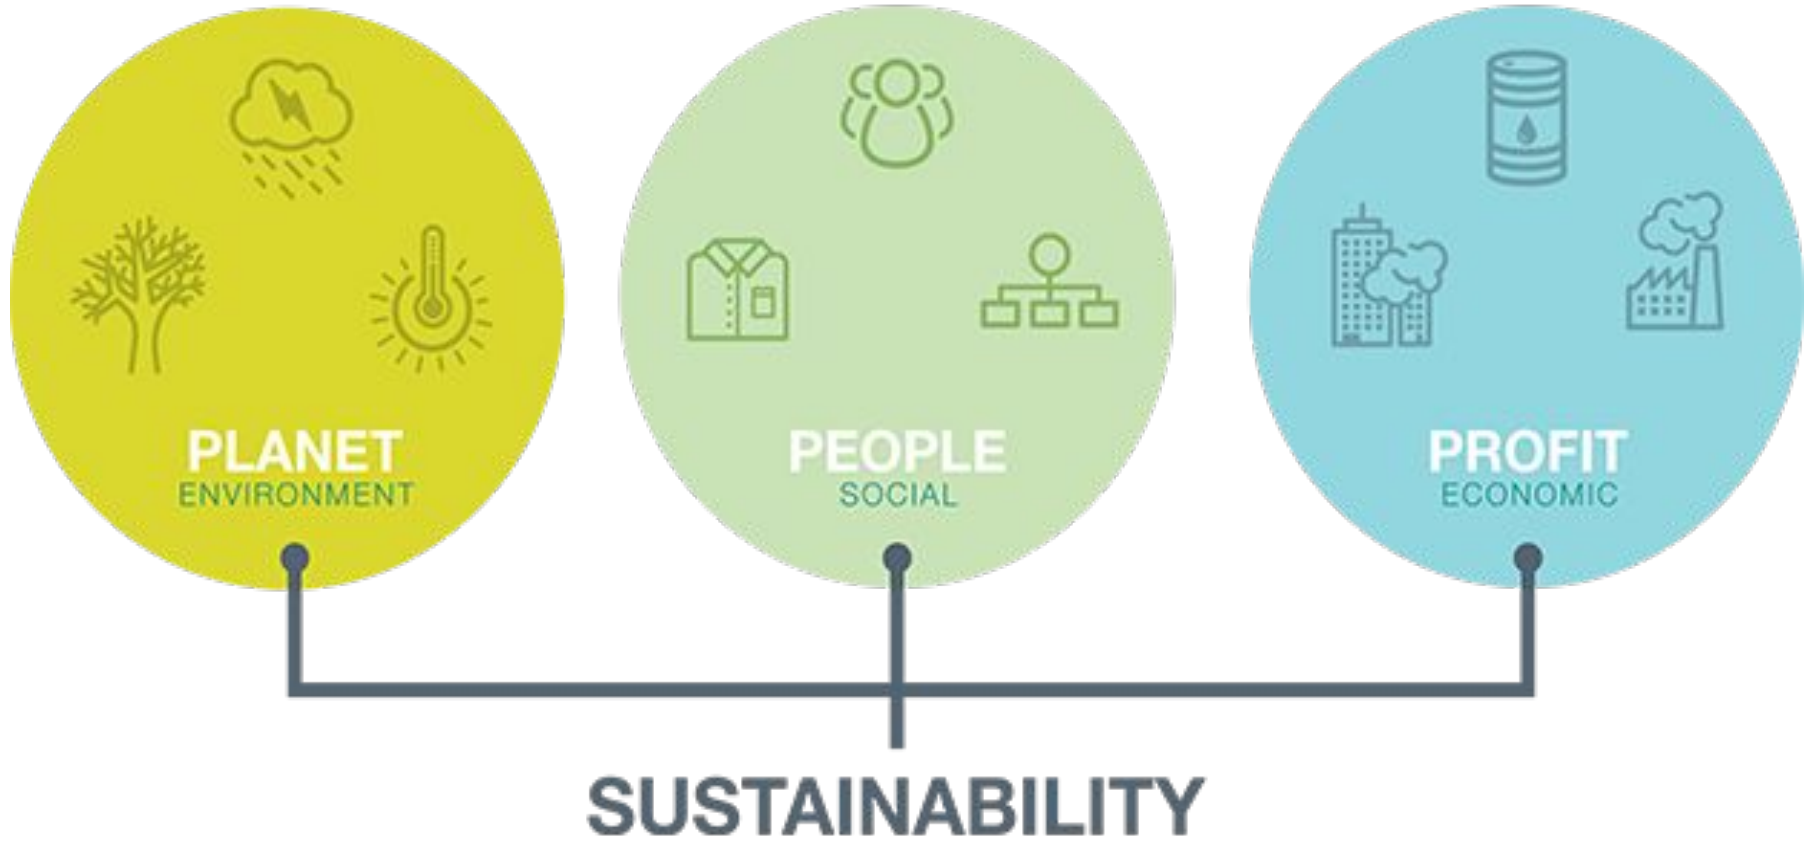 PLANET
ENVIRONMENT
PEOPLE
SOCIAL
PROFIT
ECONOMIC
SUSTAINABILITY